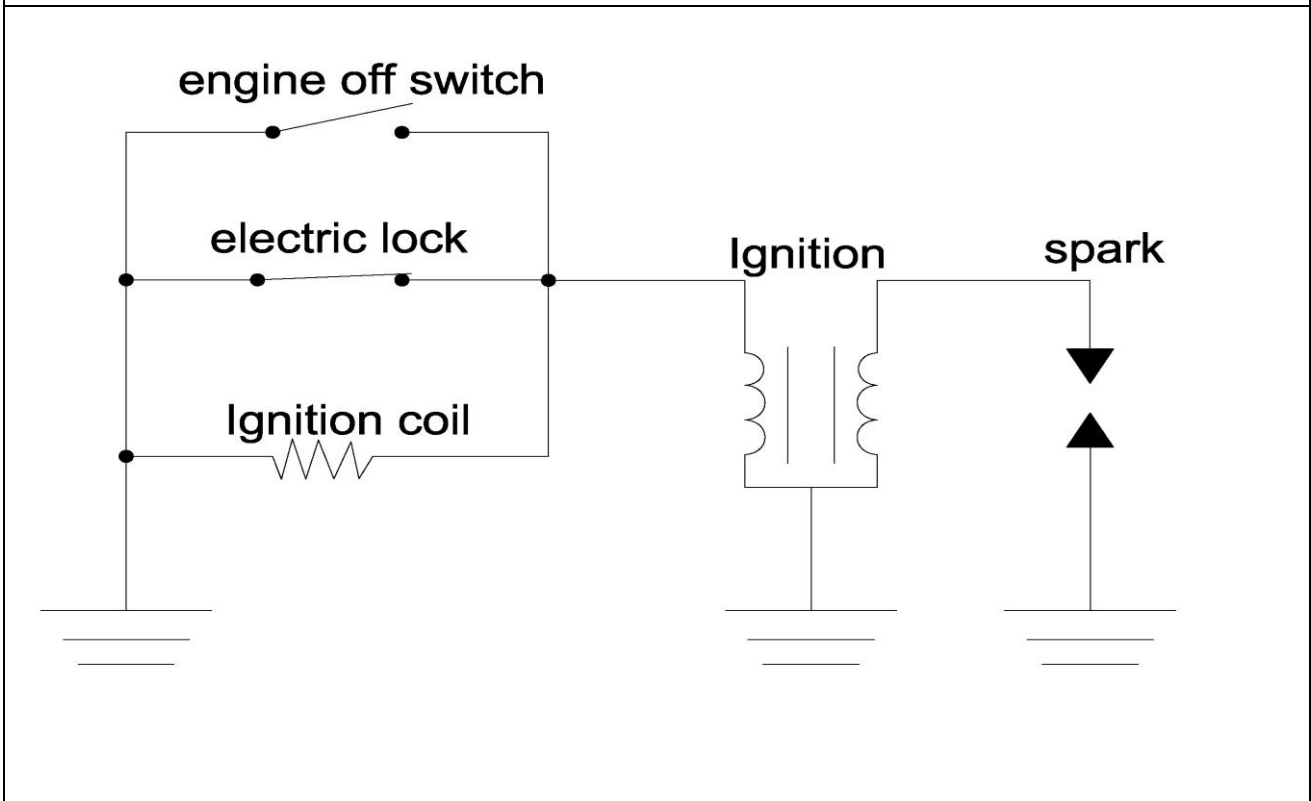 engine off switch
electric lock
Ignition
spark
Ignition coil